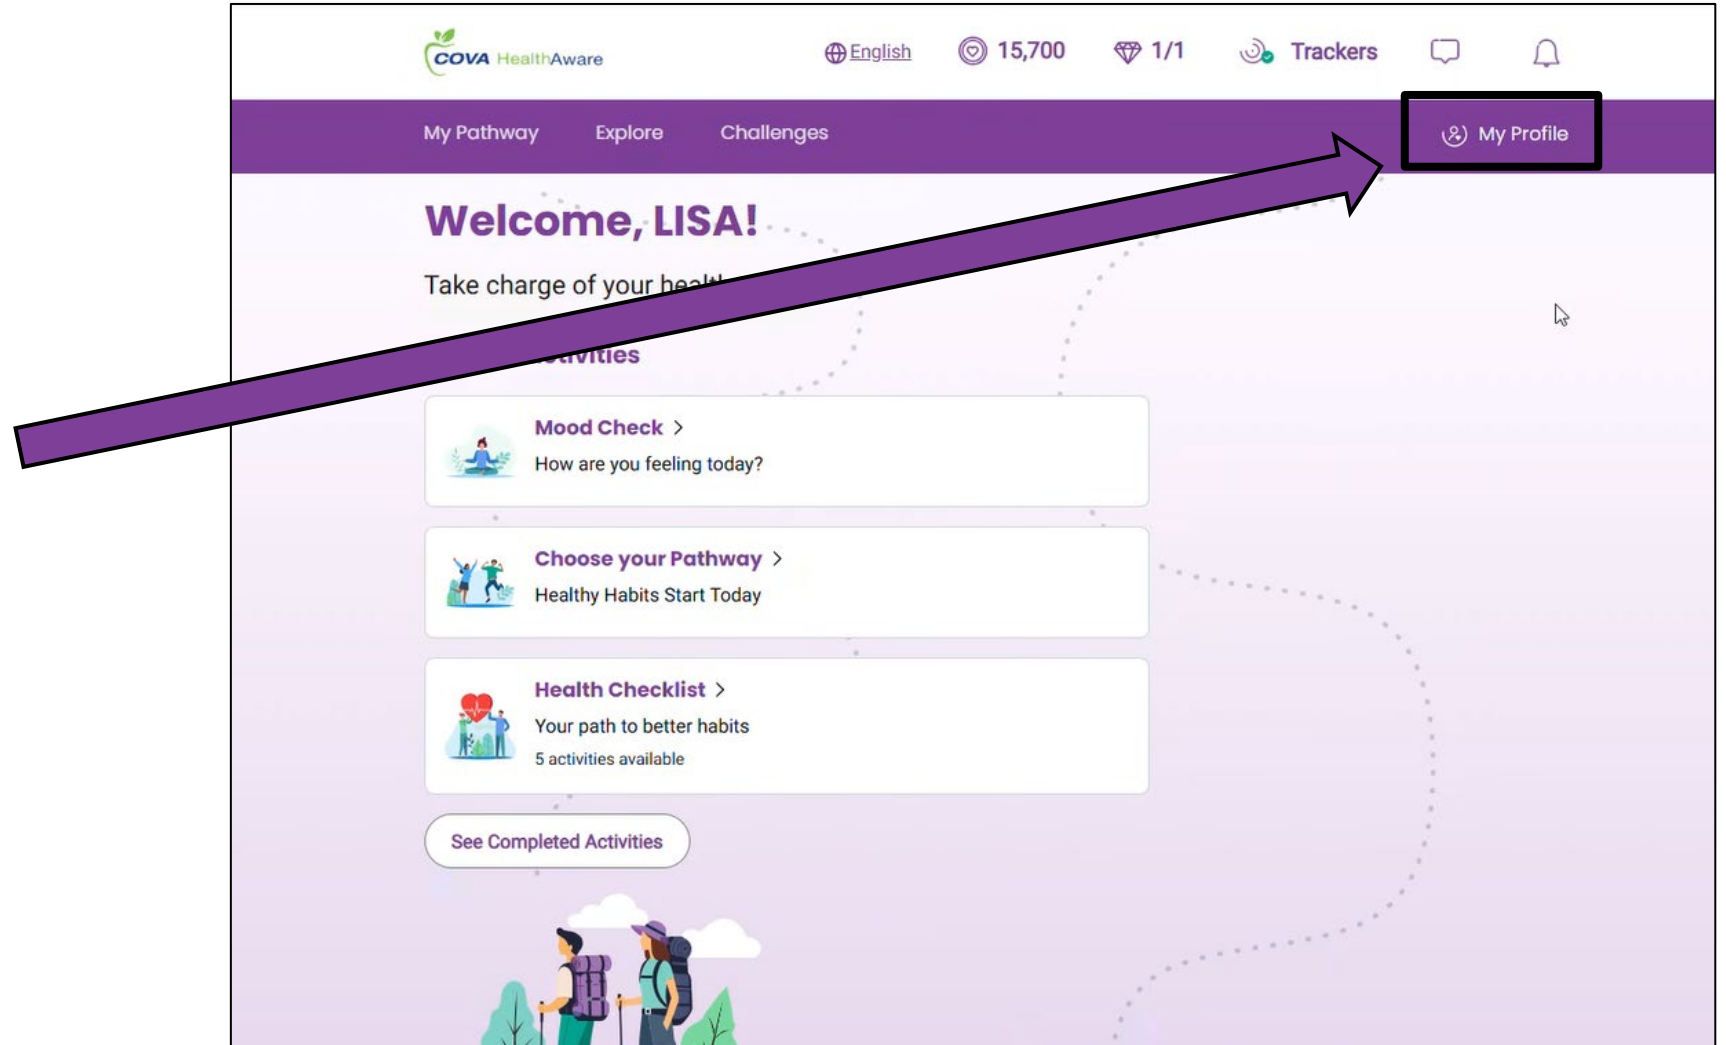 COVA HealthAware
English
15,700
1/1
Trackers
My Pathway
Explore
Challenges
My Profile
Welcome, LISA!
Take charge of your
Mood Check >
How are you feeling today?
Choose your Pathway >
Healthy Habits Start Today
Health Checklist >
Your path to better habits
5 activities available
See Completed Activities